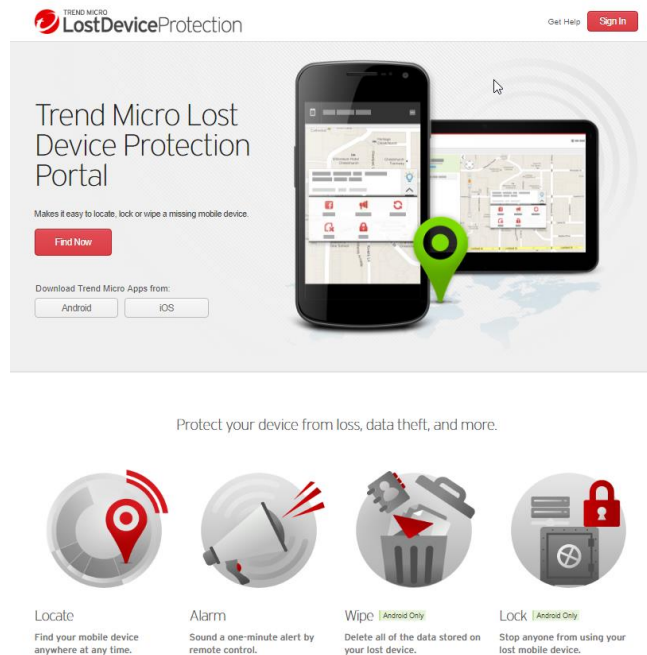 TREND MICRO
LostDeviceProtection
Get Help
Sign In
Trend Micro Lost
Device Protection
Portal
Makes it easy to locate, lock or wipe a missing mobile device.
Find Now
Download Trend Micro Apps from:
Android
iOS
Protect your device from loss, data theft, and more.
Locate
Find your mobile device
anywhere at any time.
Alarm
Sound a one-minute alert by
remote control.
Wipe Android Only
Delete all of the data stored on
your lost device.
Lock Android Only
Stop anyone from using your
lost mobile device.